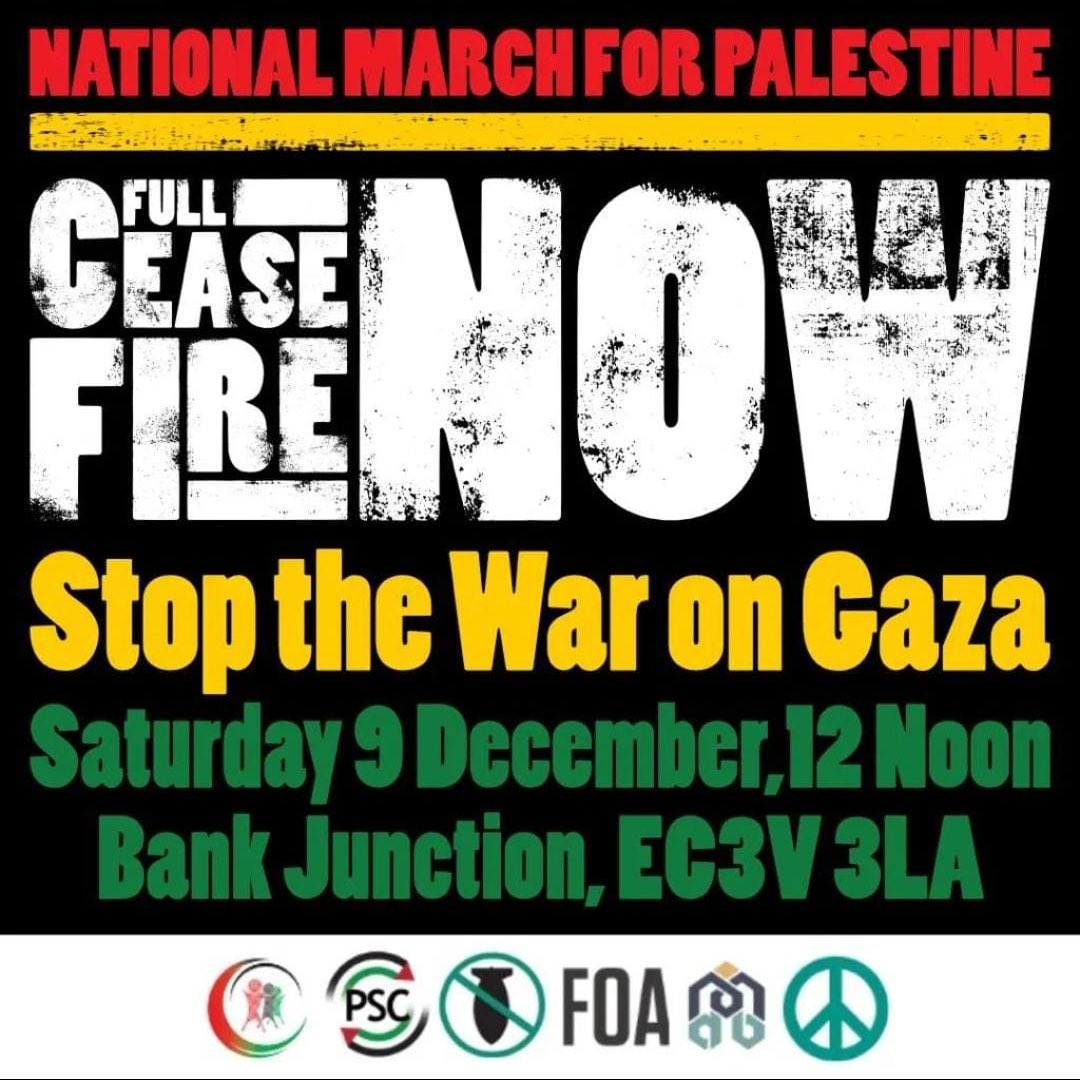 NATIONAL MARCH FOR PALESTINE
FULL
CEASE
FIRE
NOW
Stop the War on Gaza
Saturday 9 December, 12 Noon
Bank Junction, EC3V 3LA
PSC
FOA
mab